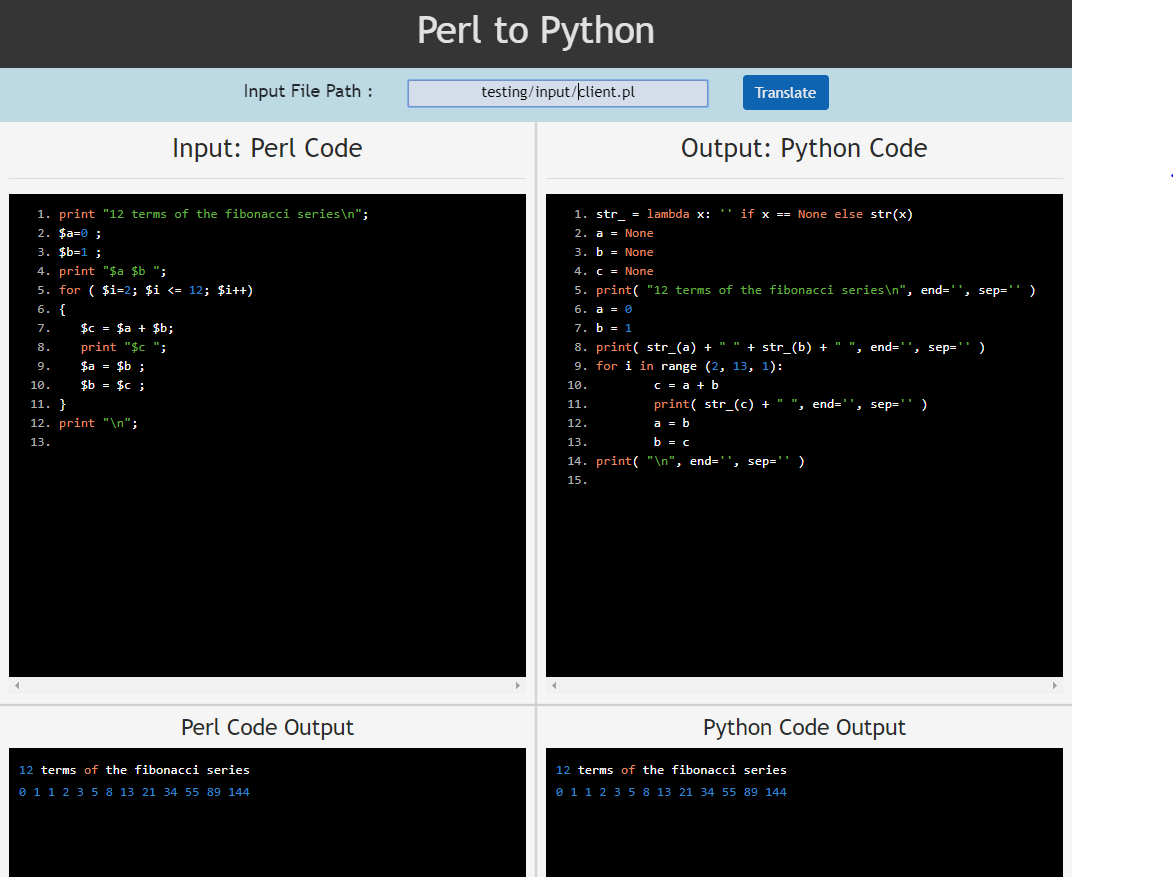 Perl to Python
Input File Path :
testing/input/client.pl
Translate
Input: Perl Code
1. print "12 terms of the fibonacci series\n";
2. $a=0 ;
3. $b=1 ;
4. print "$a $b ";
5. for ( $i=2; $i <= 12; $i++)
6. {
7.    $c = $a + $b;
8.    print "$c ";
9.    $a = $b ;
10.    $b = $c ;
11. }
12. print "\n";
13.
Output: Python Code
1. str_ = lambda x: '' if x == None else str(x)
2. a = None
3. b = None
4. c = None
5. print( "12 terms of the fibonacci series\n", end='', sep='' )
6. a = 0
7. b = 1
8. print( str_(a) + " " + str_(b) + " ", end='', sep='' )
9. for i in range (2, 13, 1):
10.         c = a + b
11.         print( str_(c) + " ", end='', sep='' )
12.         a = b
13.         b = c
14. print( "\n", end='', sep='' )
15.
Perl Code Output
12 terms of the fibonacci series
0 1 1 2 3 5 8 13 21 34 55 89 144
Python Code Output
12 terms of the fibonacci series
0 1 1 2 3 5 8 13 21 34 55 89 144